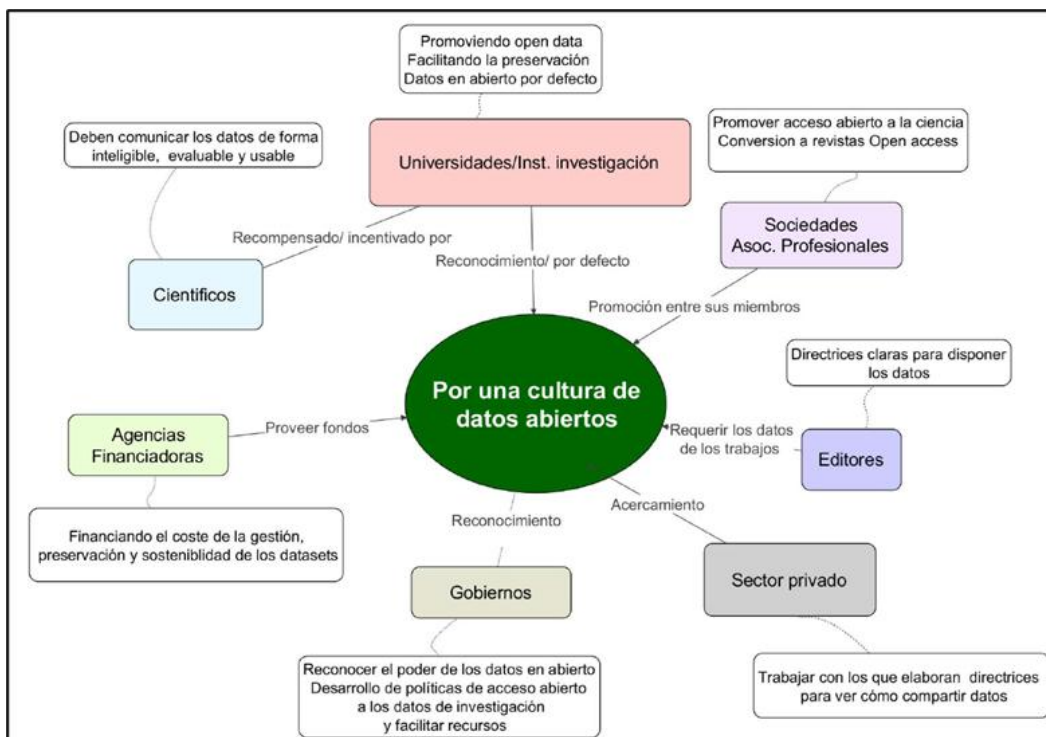 Promoviendo open data
Facilitando la preservación
Datos en abierto por defecto
Deben comunicar los datos de forma
inteligible, evaluable y usable
Universidades/Inst. investigación
Promover acceso abierto a la ciencia
Conversion a revistas Open access
Sociedades
Asoc. Profesionales
Recompensado/ incentivado por
Reconocimiento/ por defecto
Científicos
Promoción entre sus miembros
Directrices claras para disponer
los datos
Por una cultura de
datos abiertos
Agencias
Financiadoras
Proveer fondos
Requerir los datos
de los trabajos
Editores
Financiando el coste de la gestión,
preservación y sosteniblidad de los datasets
Reconocimiento
Acercamiento
Gobiernos
Sector privado
Reconocer el poder de los datos en abierto
Desarrollo de políticas de acceso abierto
a los datos de investigación
y facilitar recursos
Trabajar con los que elaboran directrices
para ver cómo compartir datos